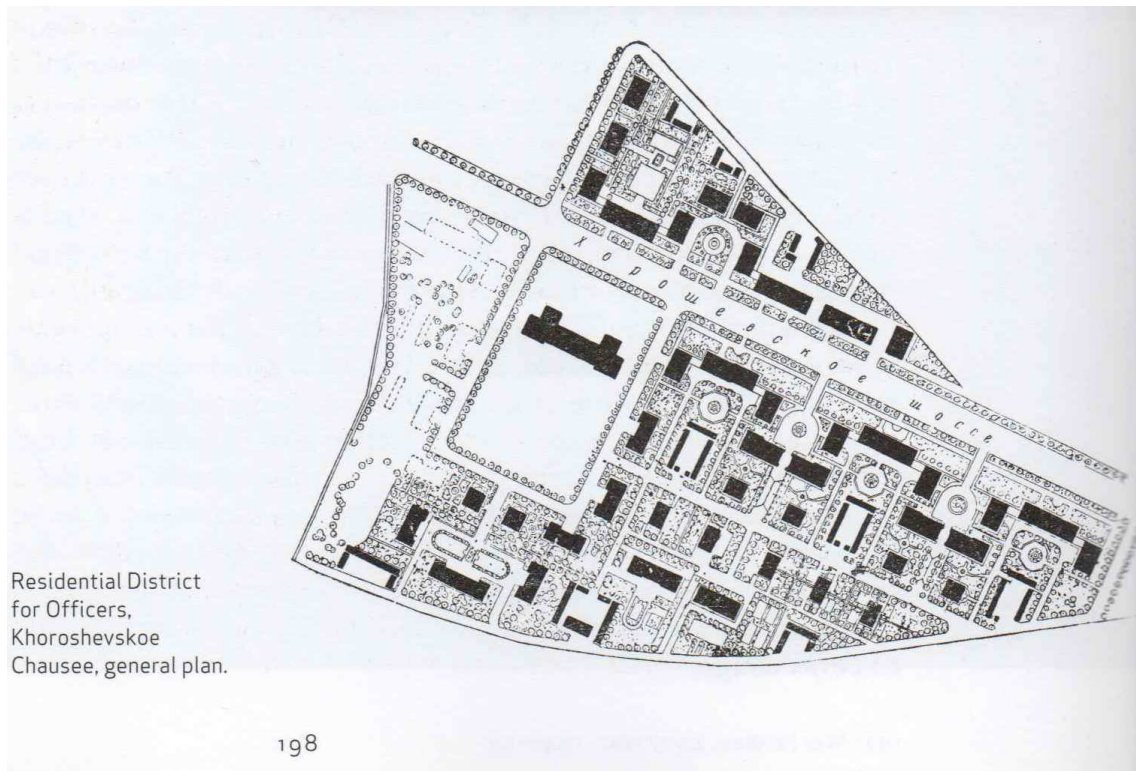 Хорошевское шоссе
Residential District
for Officers,
Khoroshevskoe
Chausee, general plan.
198